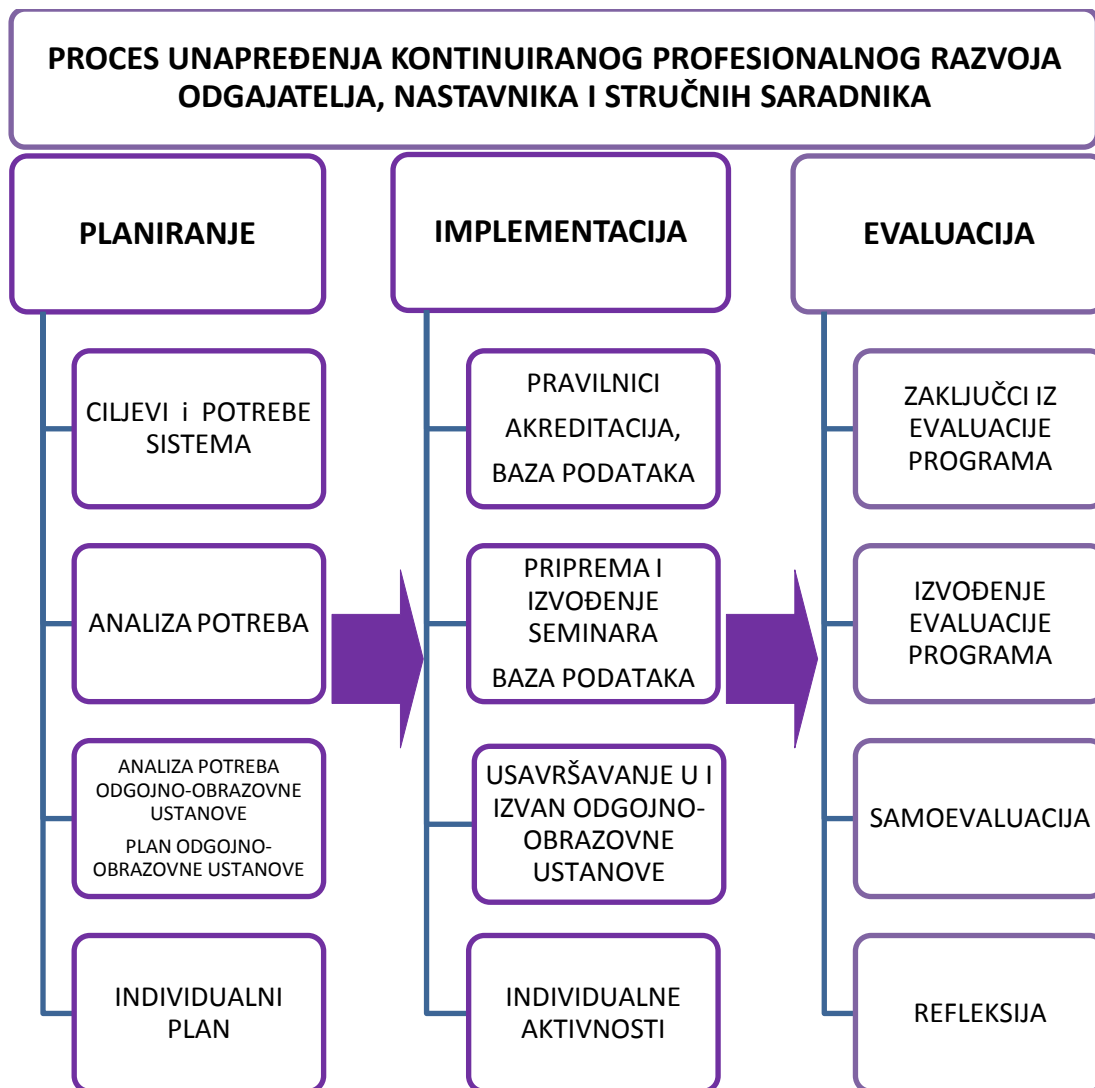 PROCES UNAPREĐENJA KONTINUIRANOG PROFESIONALNOG RAZVOJA
ODGAJATELJA, NASTAVNIKA I STRUČNIH SARADNIKA
PLANIRANJE
CILJEVI i POTREBE
SISTEMA
ANALIZA POTREBA
ANALIZA POTREBA
ODGOJNO-OBRAZOVNE
USTANOVE
PLAN ODGOJNO-
OBRAZOVNE USTANOVE
INDIVIDUALNI
PLAN
IMPLEMENTACIJA
PRAVILNICI
AKREDITACIJA,
BAZA PODATAKA
PRIPREMA I
IZVOĐENJE
SEMINARA
BAZA PODATAKA
USAVRŠAVANJE U I
IZVAN ODGOJNO-
OBRAZOVNE
USTANOVE
INDIVIDUALNE
AKTIVNOSTI
EVALUACIJA
ZAKLJUČCI IZ
EVALUACIJE
PROGRAMA
IZVOĐENJE
EVALUACIJE
PROGRAMA
SAMOEVALUACIJA
REFLEKSIJA